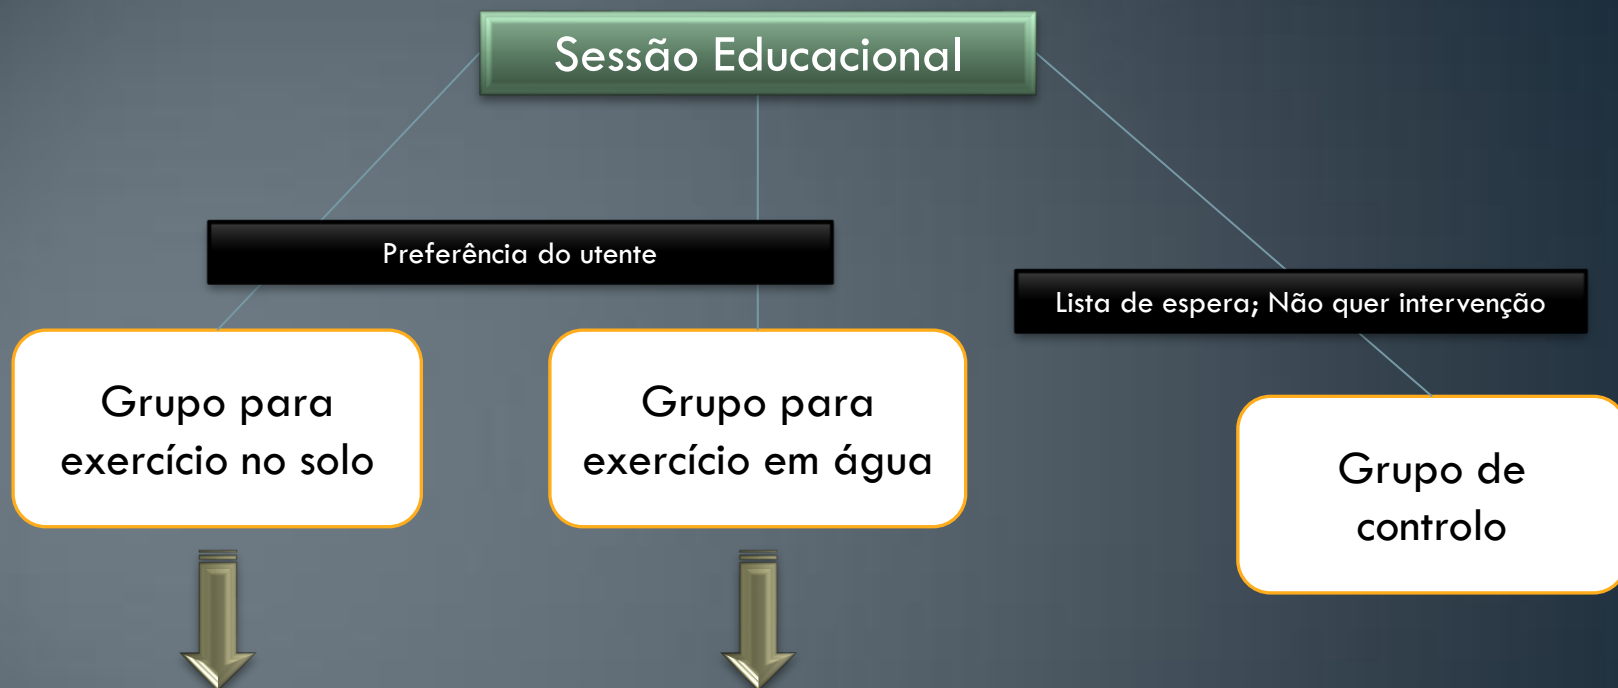 Sessão Educacional
Preferência do utente
Lista de espera; Não quer intervenção
Grupo para
exercício no solo
Grupo para
exercício em água
Grupo de
controlo